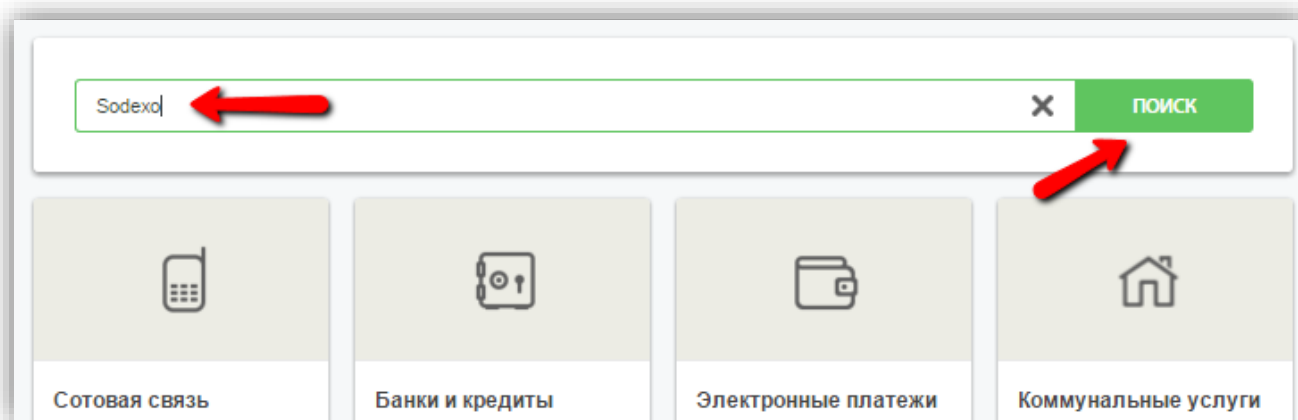 Sodexo
ПОИСК
Сотовая связь
Банки и кредиты
Электронные платежи
Коммунальные услуги